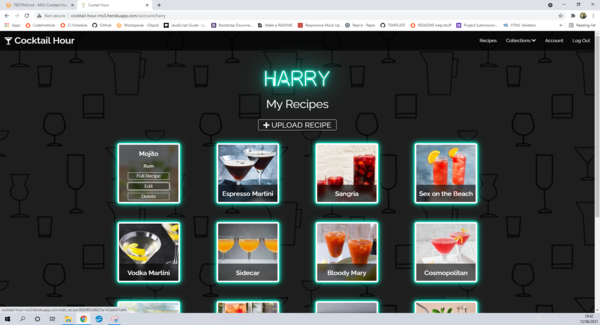 TESTING.md - MS3-Cocktail-Ho
Cocktail Hour
Not secure
cocktail-hour-ms3.herokuapp.com/account/harry
Apps
CodeInstitute
LI Schedule
GitHub
Workspaces - Gitpod
JavaScript Guide
Bootstrap Document
Make a README
Responsive Mock Up
Repl.it - Repls
TEMPLATE
README help stuff
Project Submission
HTML Validator
Reading list
Cocktail Hour
Recipes
Collections
Account
Log Out
HARRY
My Recipes
+ UPLOAD RECIPE
Mojito
Rum
Full Recipe
Edit
Delete
Espresso Martini
Sangria
Sex on the Beach
Vodka Martini
Sidecar
Bloody Mary
Cosmopolitan
10:42
12/08/2021